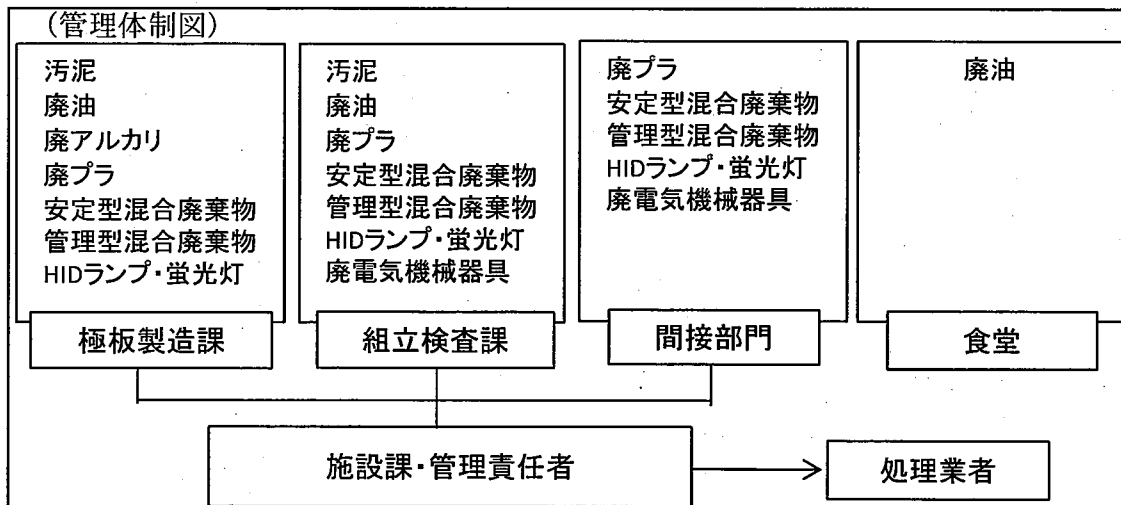 (管理体制図)
汚泥
廃油
廃アルカリ
廃プラ
安定型混合廃棄物
管理型混合廃棄物
HIDランプ・蛍光灯
極板製造課
汚泥
廃油
廃プラ
安定型混合廃棄物
管理型混合廃棄物
HIDランプ・蛍光灯
廃電気機械器具
組立検査課
廃プラ
安定型混合廃棄物
管理型混合廃棄物
HIDランプ・蛍光灯
廃電気機械器具
間接部門
廃油
食堂
施設課・管理責任者
処理業者